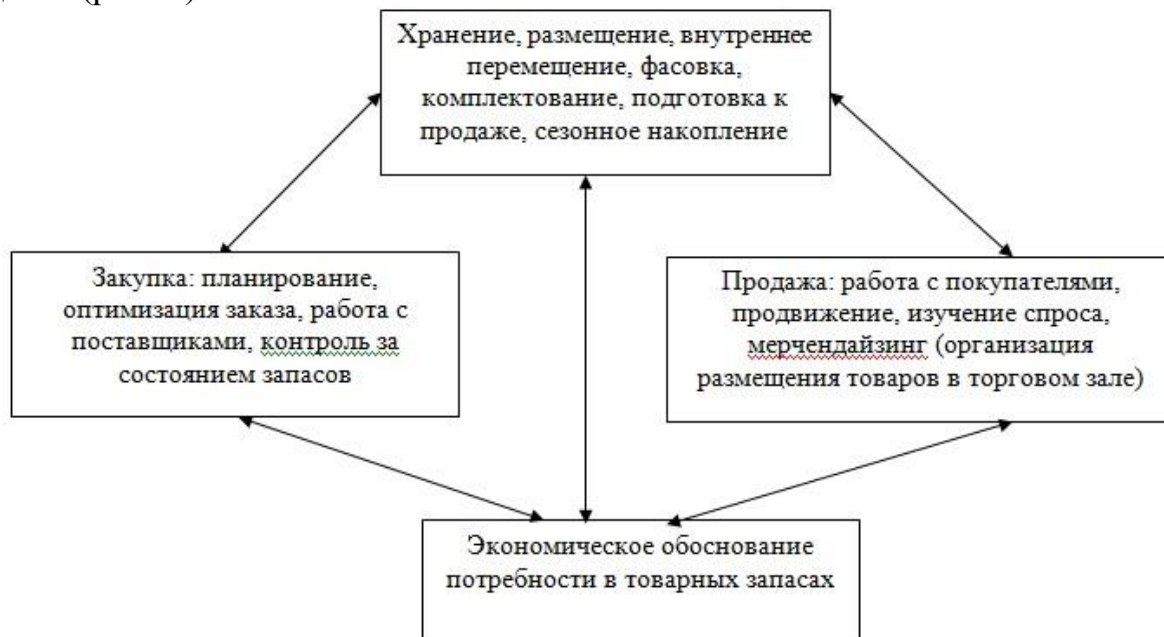 Хранение, размещение, внутреннее
перемещение, фасовка,
комплектование, подготовка к
продаже, сезонное накопление
Закупка: планирование,
оптимизация заказа, работа с
поставщиками, контроль за
состоянием запасов
Продажа: работа с покупателями,
продвижение, изучение спроса,
мерчендайзинг (организация
размещения товаров в торговом зале)
Экономическое обоснование
потребности в товарных запасах